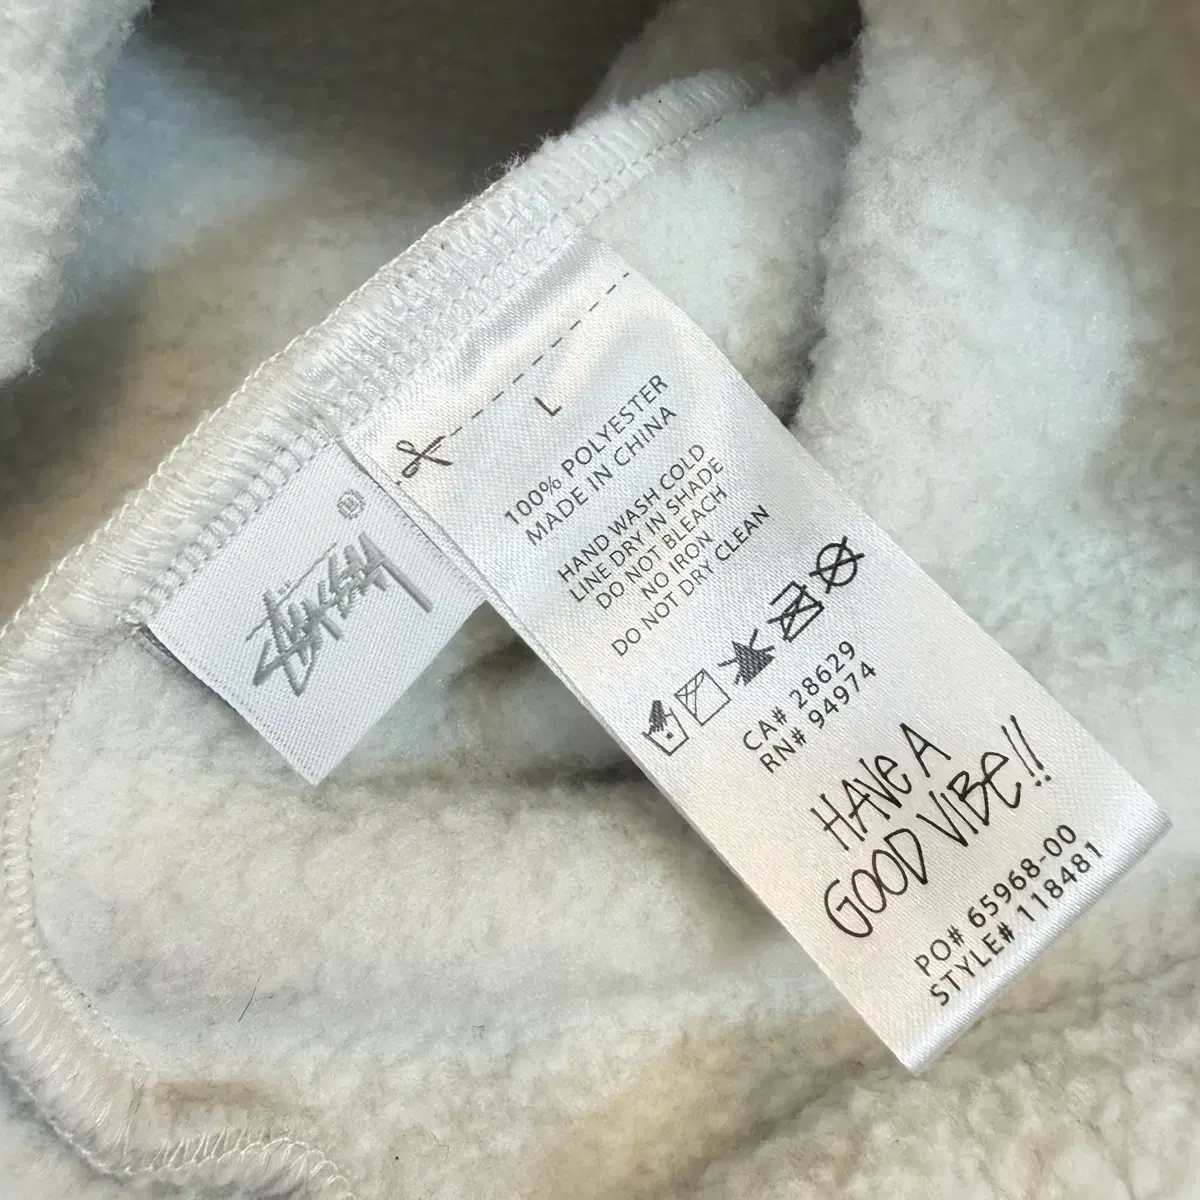 L
100% POLYESTER
MADE IN CHINA
HAND WASH COLD
LINE DRY IN SHADE
DO NOT BLEACH
NO IRON
DO NOT DRY CLEAN
CA# 28629
RN# 94974
HAVE A
GOOD VIBE!!
PO# 65968-00
STYLE# 118481
STÜSSY